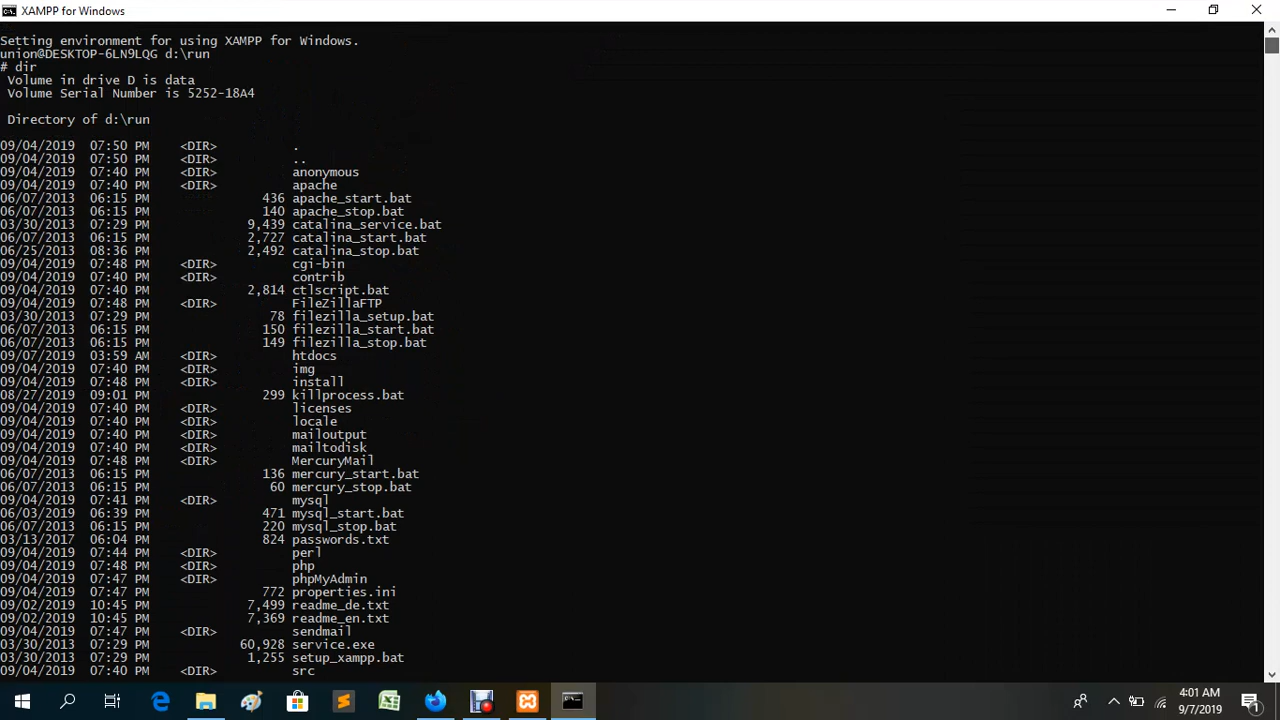 XAMPP for Windows
Setting environment for using XAMPP for Windows.
union@DESKTOP-6LN9LQG d:\run
# dir
 Volume in drive D is data
 Volume Serial Number is 5252-18A4
 Directory of d:\run
09/04/2019  07:50 PM    <DIR>          .
09/04/2019  07:50 PM    <DIR>          ..
09/04/2019  07:40 PM    <DIR>          anonymous
09/04/2019  07:40 PM    <DIR>          apache
06/07/2013  06:15 PM               436 apache_start.bat
06/07/2013  06:15 PM               140 apache_stop.bat
03/30/2013  07:29 PM             9,439 catalina_service.bat
06/07/2013  06:15 PM             2,727 catalina_start.bat
06/25/2013  08:36 PM             2,492 catalina_stop.bat
09/04/2019  07:48 PM    <DIR>          cgi-bin
09/04/2019  07:40 PM    <DIR>          contrib
09/04/2019  07:40 PM             2,814 ctlscript.bat
09/04/2019  07:48 PM    <DIR>          FileZillaFTP
03/30/2013  07:29 PM                78 filezilla_setup.bat
06/07/2013  06:15 PM               150 filezilla_start.bat
06/07/2013  06:15 PM               149 filezilla_stop.bat
09/07/2019  03:59 AM    <DIR>          htdocs
09/04/2019  07:40 PM    <DIR>          img
09/04/2019  07:48 PM    <DIR>          install
08/27/2019  09:01 PM               299 killprocess.bat
09/04/2019  07:40 PM    <DIR>          licenses
09/04/2019  07:40 PM    <DIR>          locale
09/04/2019  07:40 PM    <DIR>          mailoutput
09/04/2019  07:40 PM    <DIR>          mailtodisk
09/04/2019  07:48 PM    <DIR>          MercuryMail
06/07/2013  06:15 PM               136 mercury_start.bat
06/07/2013  06:15 PM                60 mercury_stop.bat
09/04/2019  07:41 PM    <DIR>          mysql
06/03/2019  06:39 PM               471 mysql_start.bat
06/07/2013  06:15 PM               220 mysql_stop.bat
03/13/2017  06:04 PM               824 passwords.txt
09/04/2019  07:44 PM    <DIR>          perl
09/04/2019  07:48 PM    <DIR>          php
09/04/2019  07:47 PM    <DIR>          phpMyAdmin
09/04/2019  07:47 PM               772 properties.ini
09/02/2019  10:45 PM             7,499 readme_de.txt
09/02/2019  10:45 PM             7,369 readme_en.txt
09/04/2019  07:47 PM    <DIR>          sendmail
03/30/2013  07:29 PM            60,928 service.exe
03/30/2013  07:29 PM             1,255 setup_xampp.bat
09/04/2019  07:40 PM    <DIR>          src
4:01 AM
9/7/2019
1